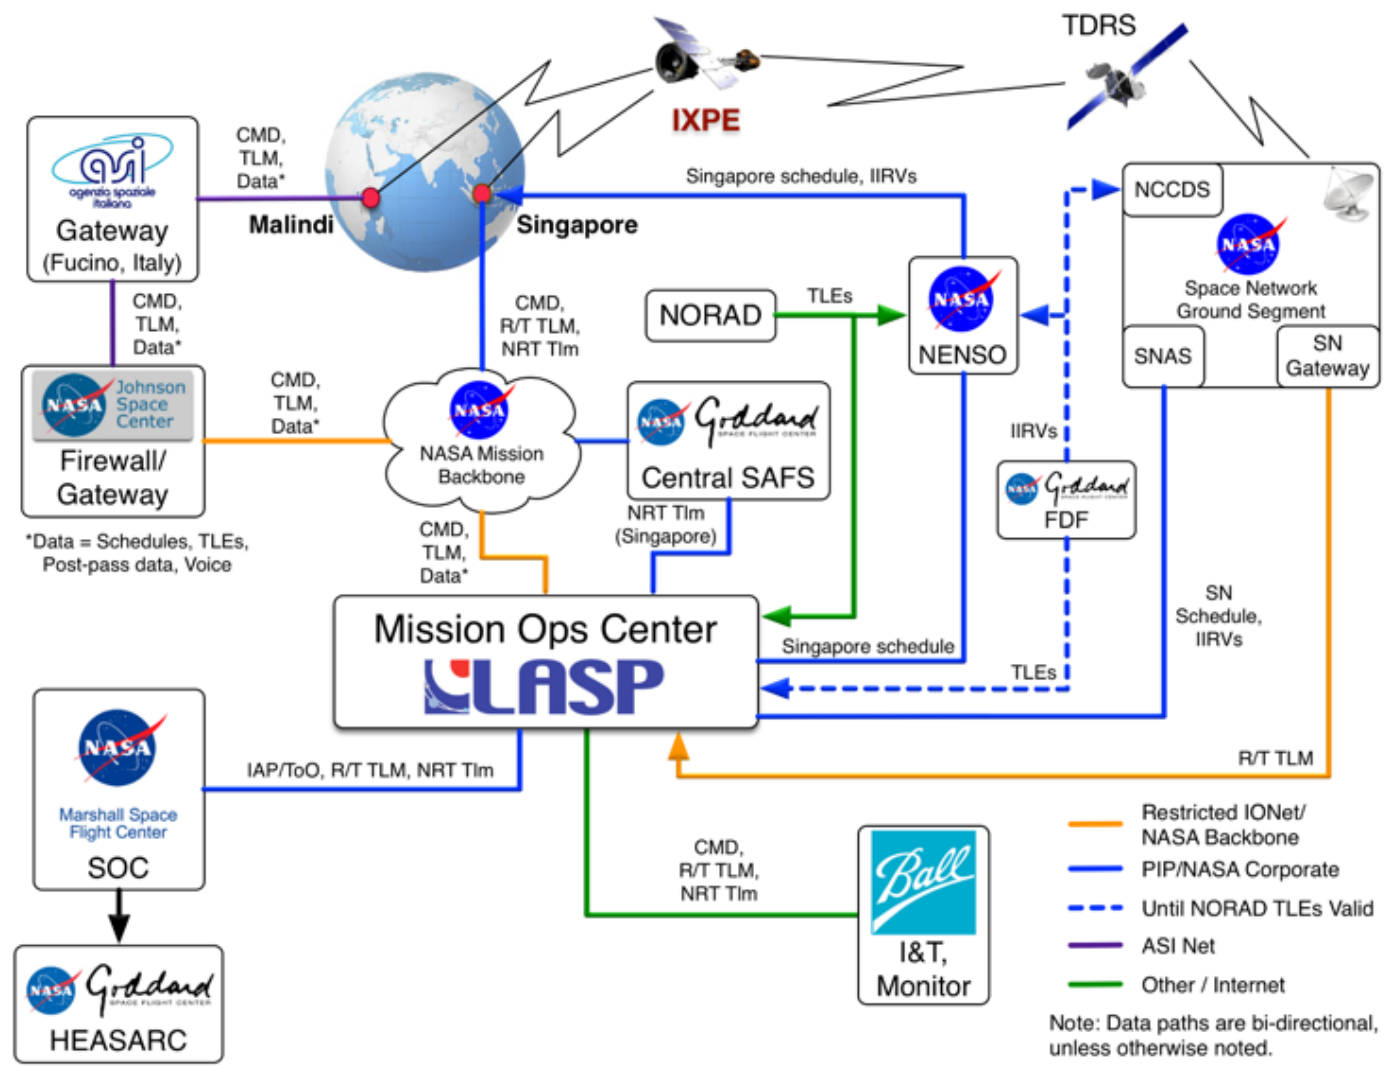 TDRS
IXPE
CMD,
TLM,
Data*
asi
agenzia spaziale
italiana
Gateway
(Fucino, Italy)
Malindi
Singapore
Singapore schedule, IIRVs
NCCDS
NASA
Space Network
Ground Segment
SNAS
SN
Gateway
CMD,
TLM,
Data*
CMD,
R/T TLM,
NRT Tlm
NORAD
TLEs
NASA
NENSO
NASA
Johnson
Space
Center
Firewall/
Gateway
CMD,
TLM,
Data*
NASA
NASA Mission
Backbone
NASA
Goddard
SPACE FLIGHT CENTER
Central SAFS
IIRVs
NASA
Goddard
SPACE FLIGHT CENTER
FDF
*Data = Schedules, TLEs,
Post-pass data, Voice
CMD,
TLM,
Data*
NRT Tlm
(Singapore)
Mission Ops Center
LASP
Singapore schedule
TLEs
SN
Schedule,
IIRVs
R/T TLM
NASA
Marshall Space
Flight Center
SOC
IAP/ToO, R/T TLM, NRT Tlm
CMD,
R/T TLM,
NRT Tlm
Ball
I&T,
Monitor
NASA
Goddard
SPACE FLIGHT CENTER
HEASARC
Restricted IONet/
NASA Backbone
PIP/NASA Corporate
Until NORAD TLEs Valid
ASI Net
Other / Internet
Note: Data paths are bi-directional,
unless otherwise noted.